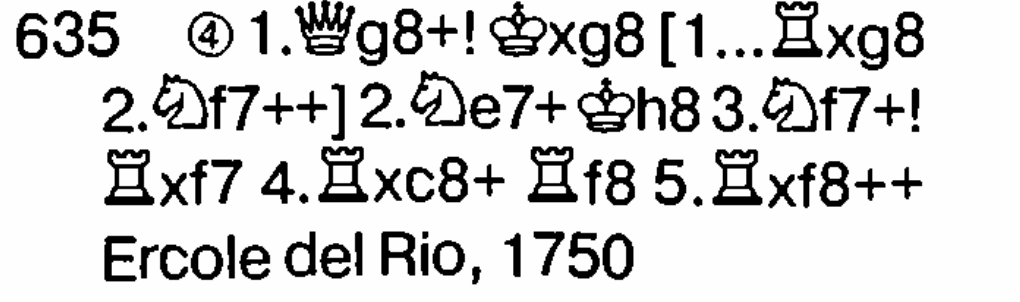 635 ④ 1.♕g8+! ♔xg8 [1...♖xg8
2.♘f7++] 2.♘e7+ ♔h8 3.♘f7+!
♖xf7 4.♖xc8+ ♖f8 5.♖xf8++
Ercole del Rio, 1750